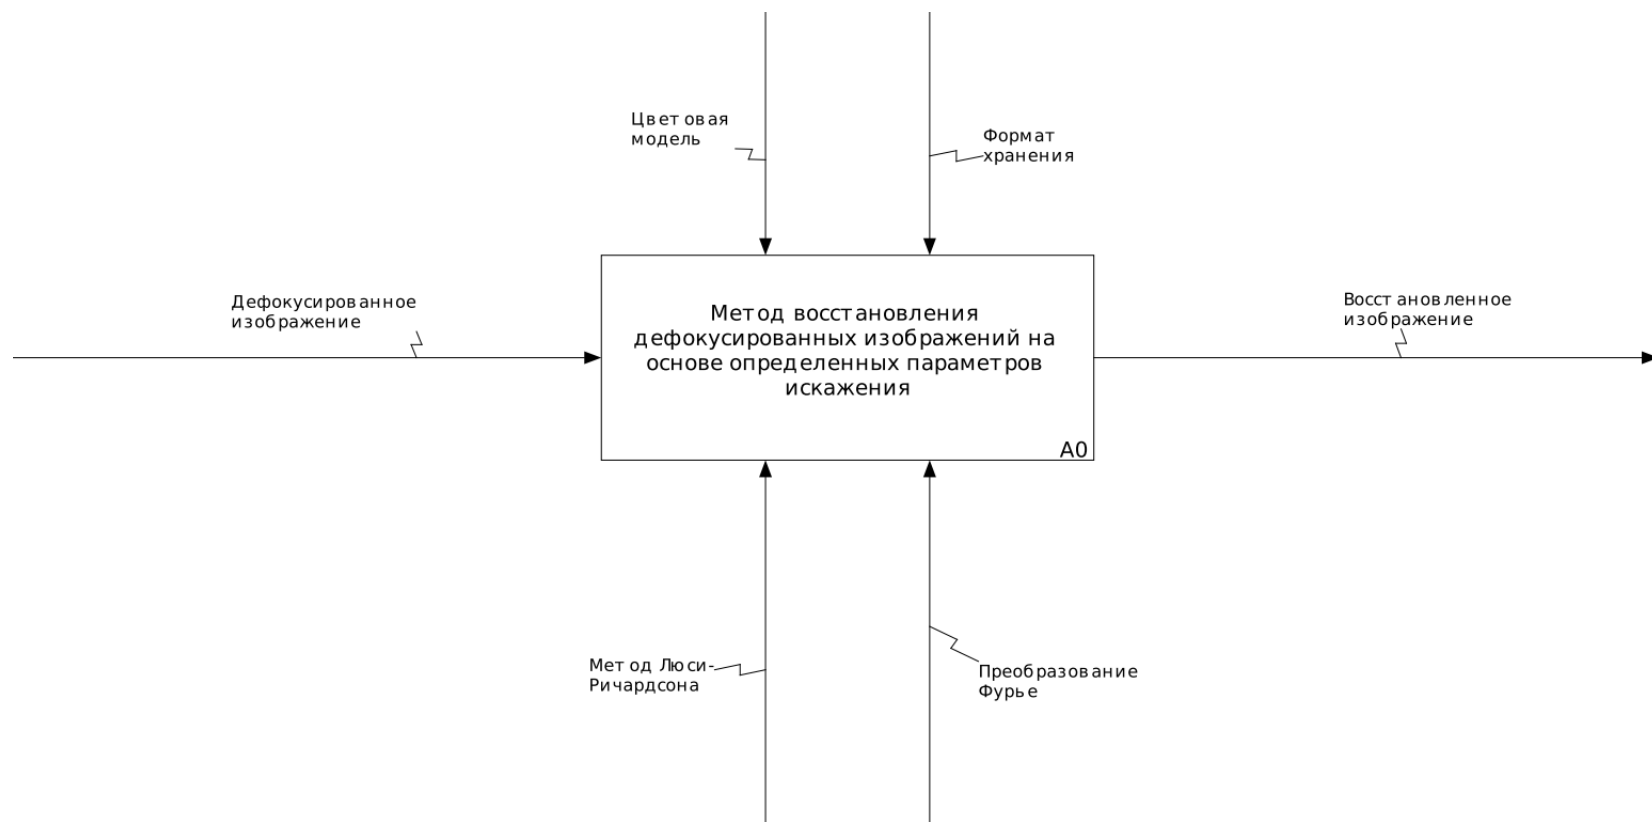 Цветовая
модель
Формат
хранения
Дефокусированное
изображение
Метод восстановления
дефокусированных изображений на
основе определенных параметров
искажения
A0
Восстановленное
изображение
Метод Люси-
Ричардсона
Преобразование
Фурье